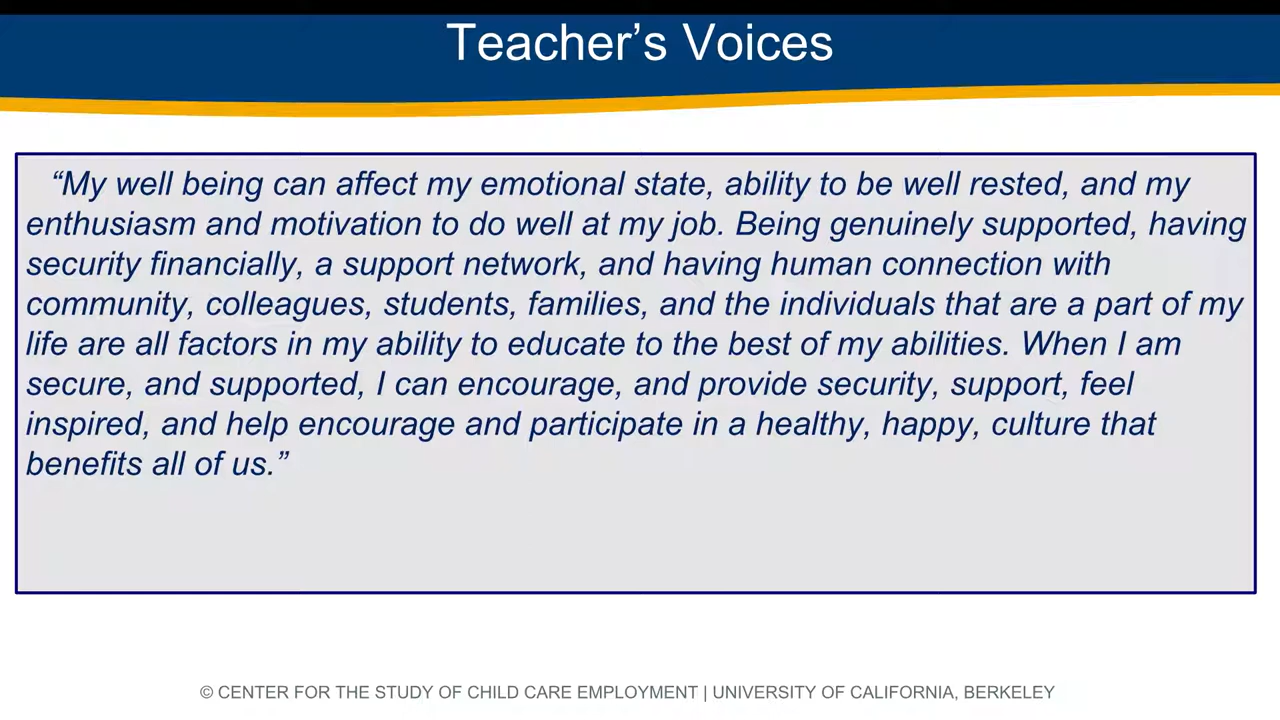 Teacher’s Voices
“My well being can affect my emotional state, ability to be well rested, and my
enthusiasm and motivation to do well at my job. Being genuinely supported, having
security financially, a support network, and having human connection with
community, colleagues, students, families, and the individuals that are a part of my
life are all factors in my ability to educate to the best of my abilities. When I am
secure, and supported, I can encourage, and provide security, support, feel
inspired, and help encourage and participate in a healthy, happy, culture that
benefits all of us.”
© CENTER FOR THE STUDY OF CHILD CARE EMPLOYMENT | UNIVERSITY OF CALIFORNIA, BERKELEY